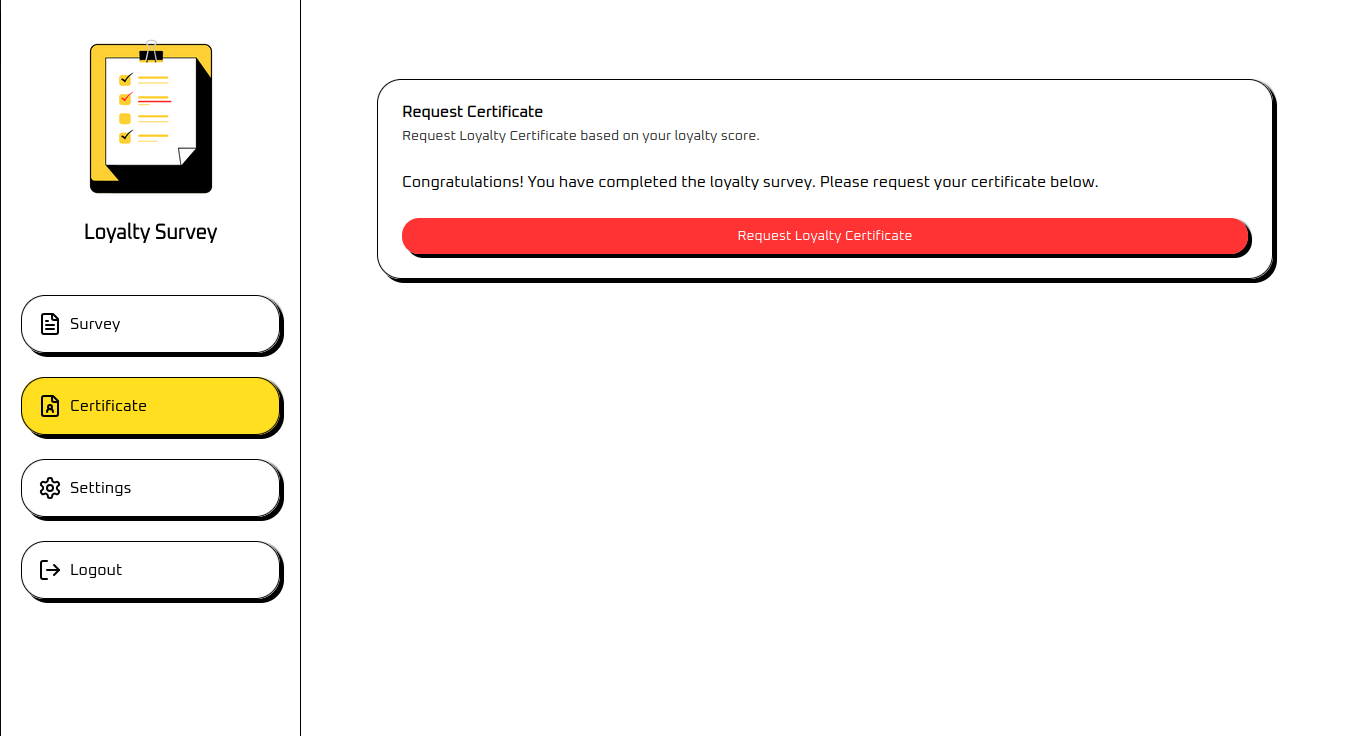 Loyalty Survey
Survey
Certificate
Settings
Logout
Request Certificate
Request Loyalty Certificate based on your loyalty score.
Congratulations! You have completed the loyalty survey. Please request your certificate below.
Request Loyalty Certificate